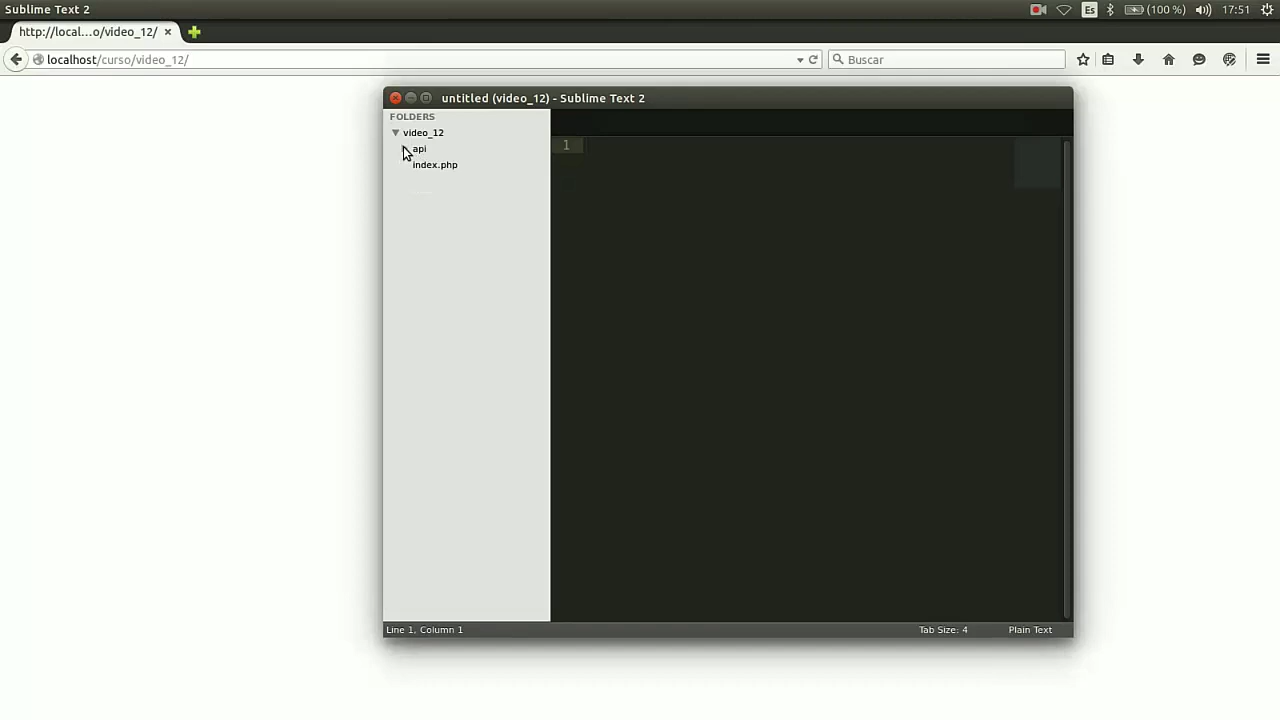 Sublime Text 2
Es
(100 %)
17:51
http://local...o/video_12/
localhost/curso/video_12/
Buscar
untitled (video_12) - Sublime Text 2
FOLDERS
video_12
api
index.php
1
Line 1, Column 1
Tab Size: 4
Plain Text